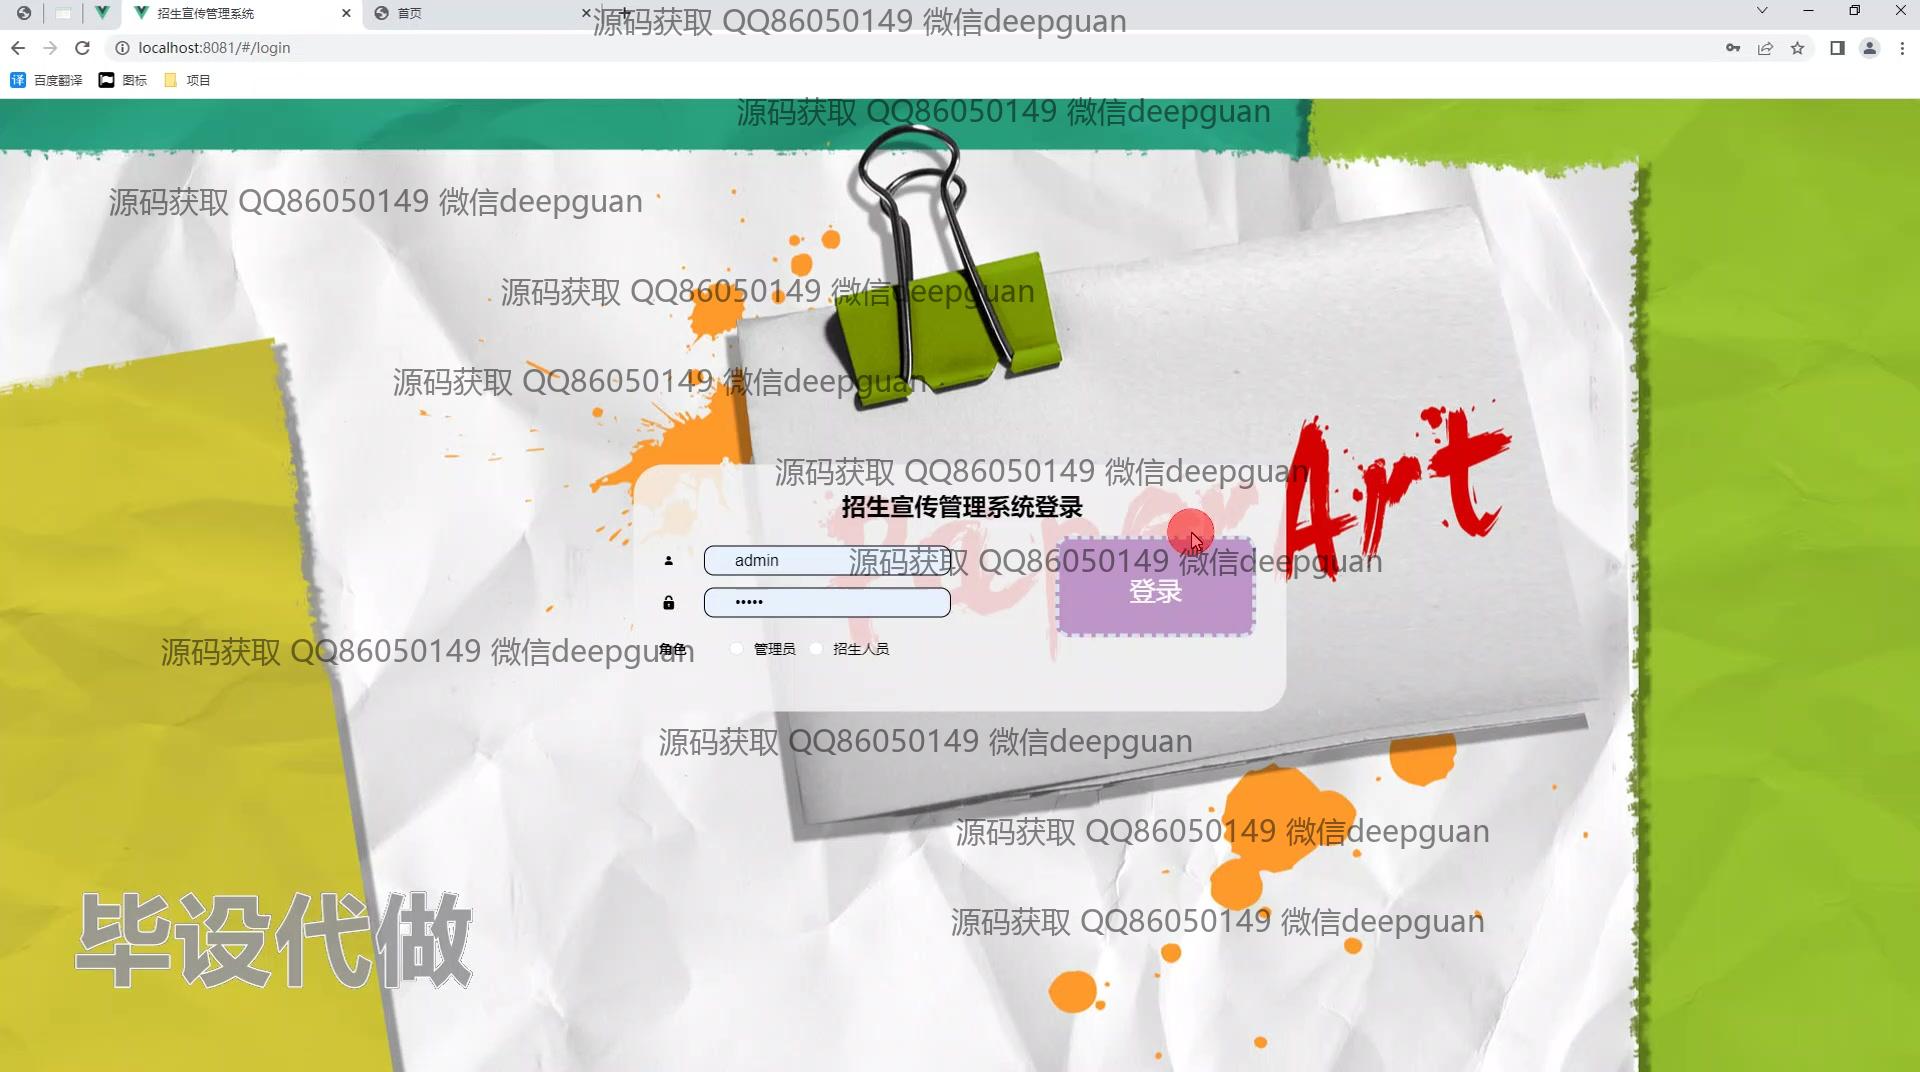 招生宣传管理系统
首页
源码获取 QQ86050149 微信deepguan
localhost:8081/#/login
百度翻译
图标
项目
源码获取 QQ86050149 微信deepguan
源码获取 QQ86050149 微信deepguan
源码获取 QQ86050149 微信deepguan
源码获取 QQ86050149 微信deepguan
Art
源码获取 QQ86050149 微信deepguan
招生宣传管理系统登录
Paper
admin
源码获取 QQ86050149 微信deepguan
登录
•••••
源码获取 QQ86050149 微信deepguan
角色
管理员
招生人员
源码获取 QQ86050149 微信deepguan
源码获取 QQ86050149 微信deepguan
源码获取 QQ86050149 微信deepguan
毕设代做